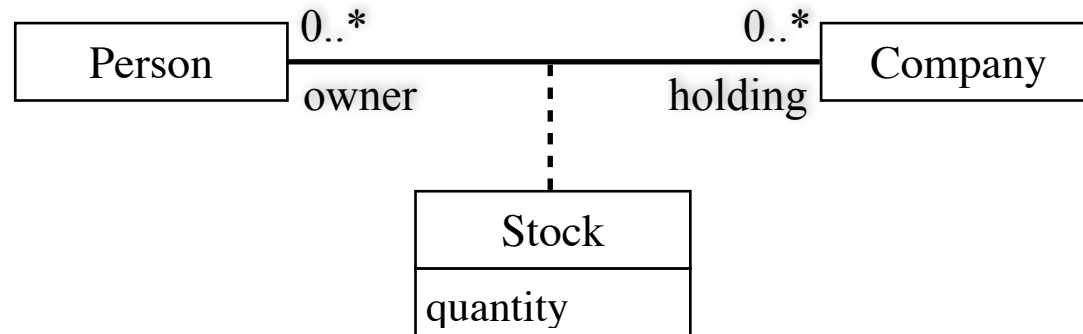 0..* 0..*
Person Company
owner holding
Stock
quantity